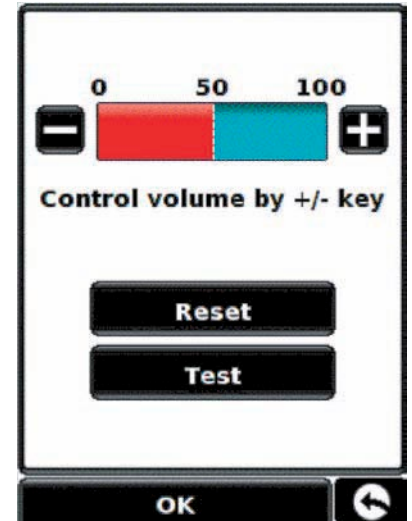 0 50 100
- +
Control volume by +/- key
Reset
Test
OK